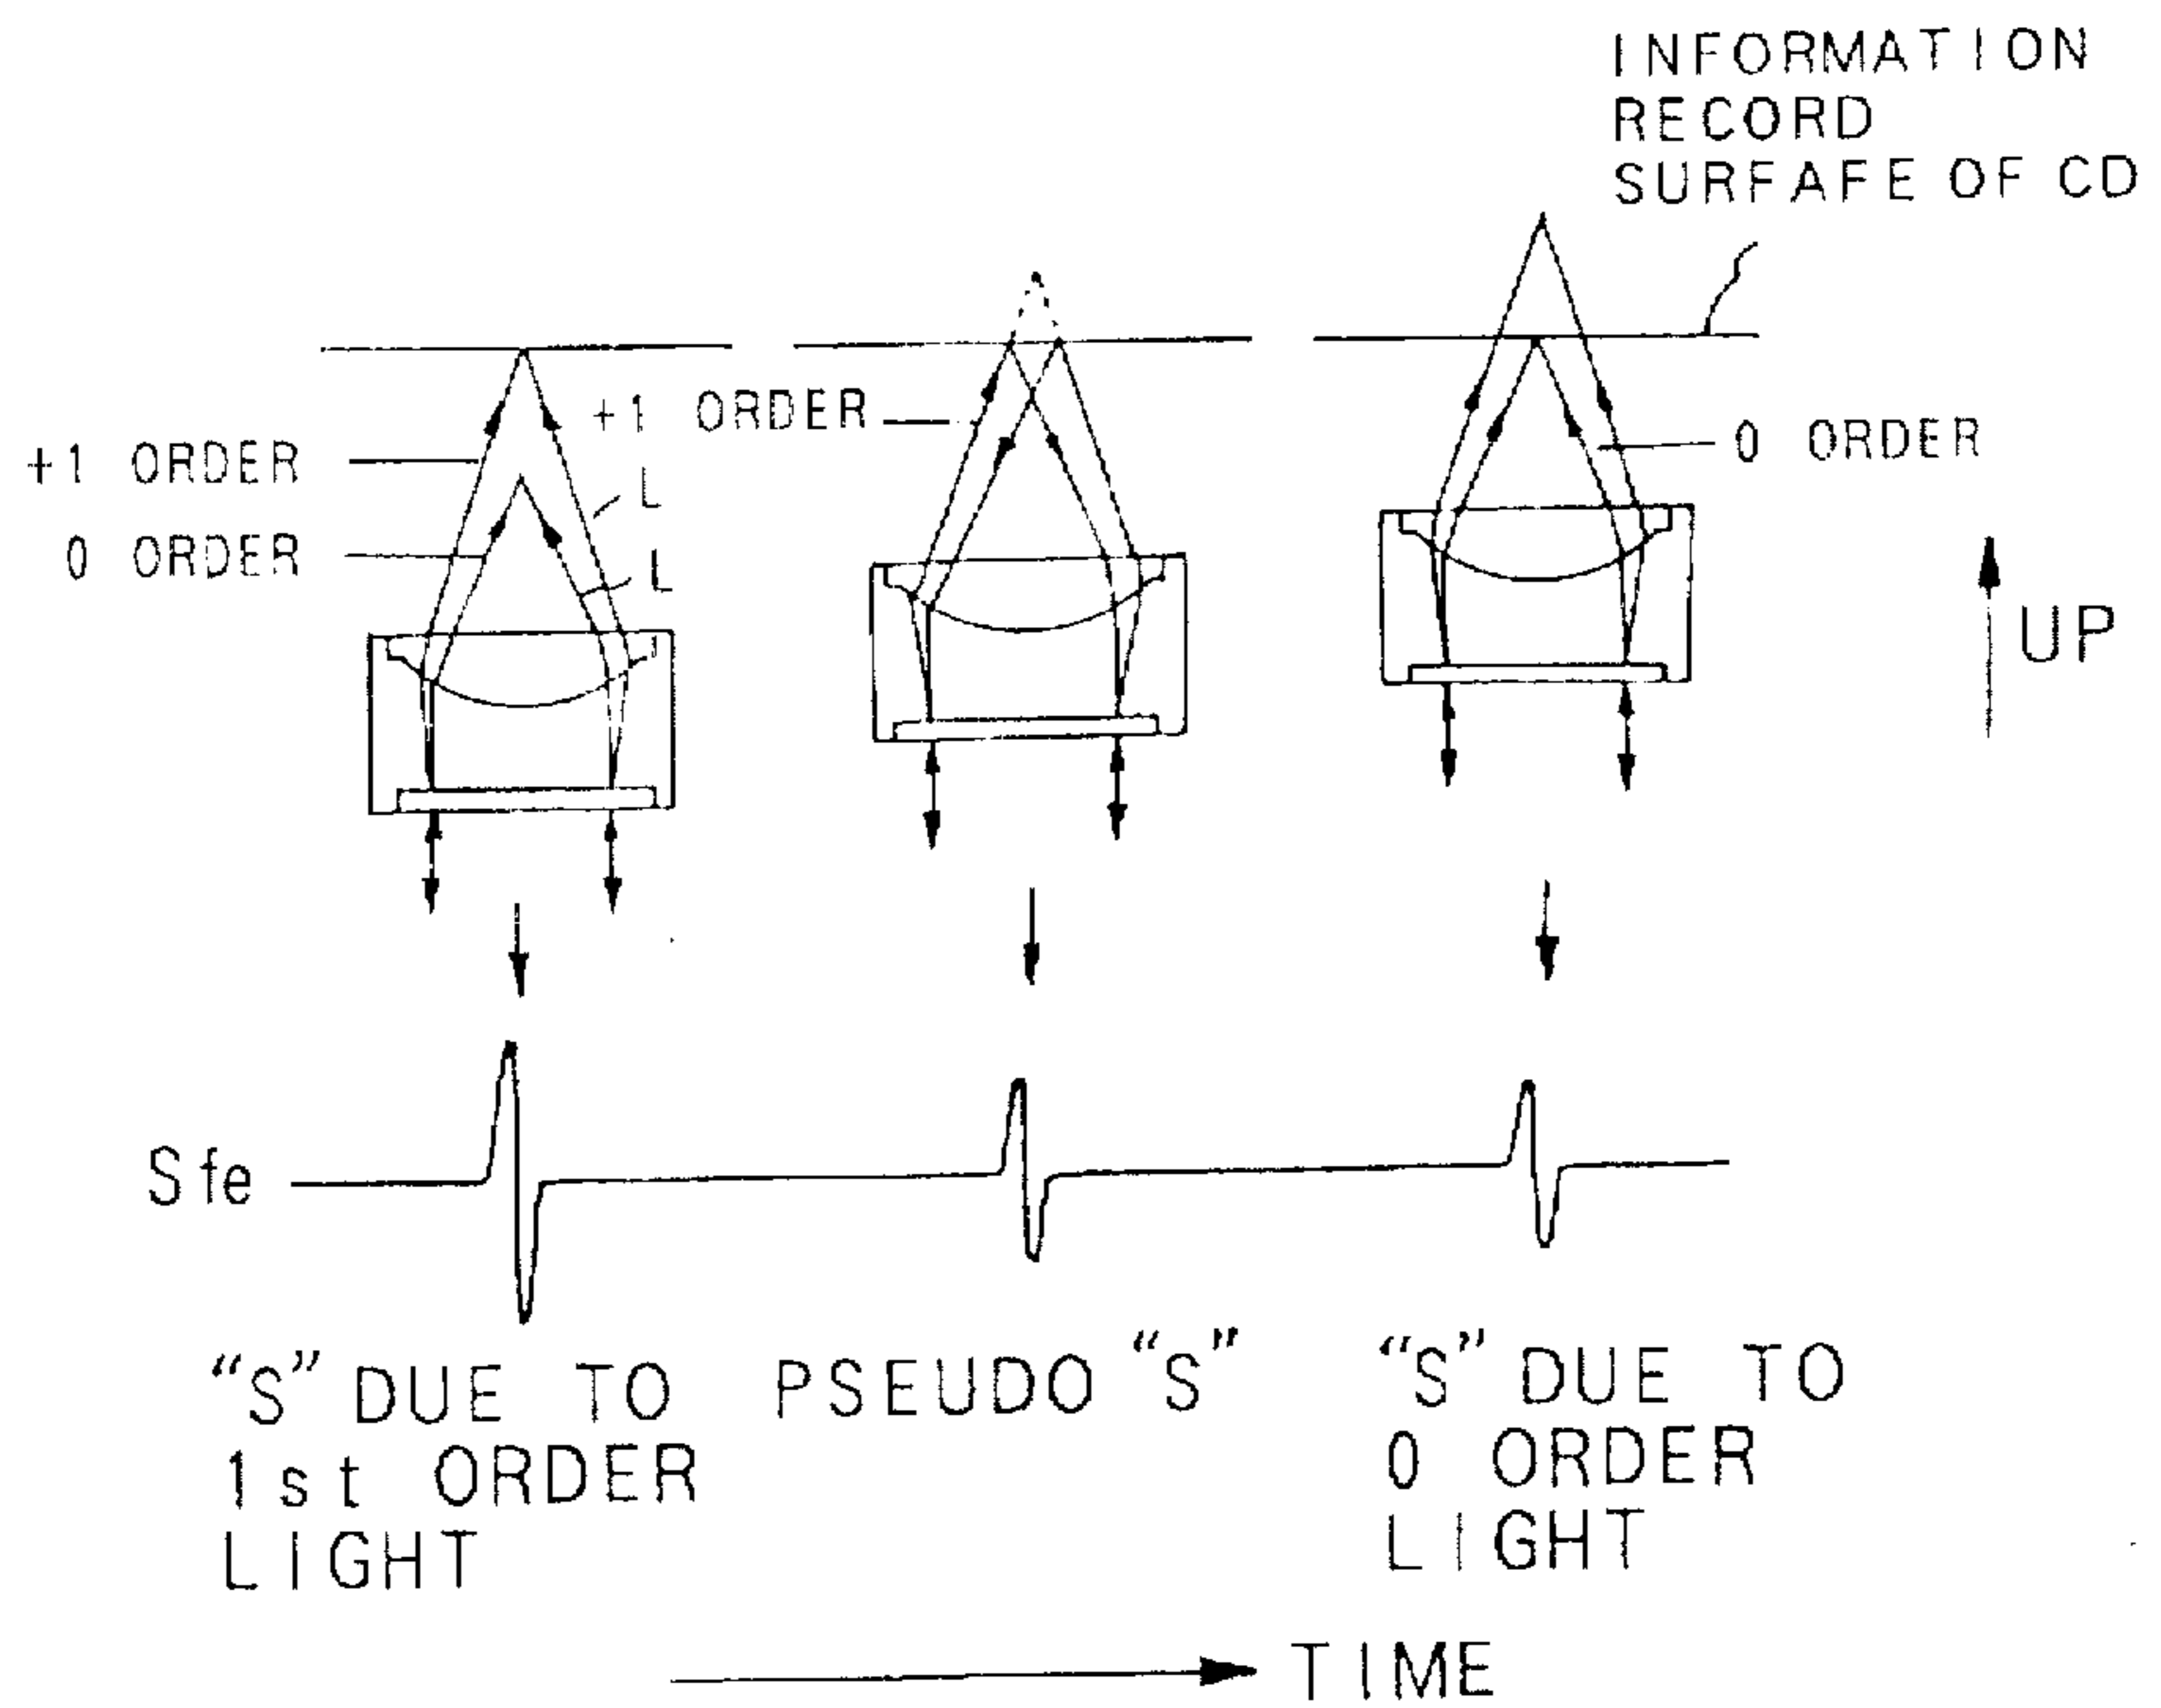 INFORMATION
RECORD
SURFAFE OF CD
+1 ORDER
+1 ORDER
0 ORDER
L
0 ORDER
L
UP
Sfe
"S" DUE TO
1st ORDER
LIGHT
PSEUDO "S"
"S" DUE TO
0 ORDER
LIGHT
TIME